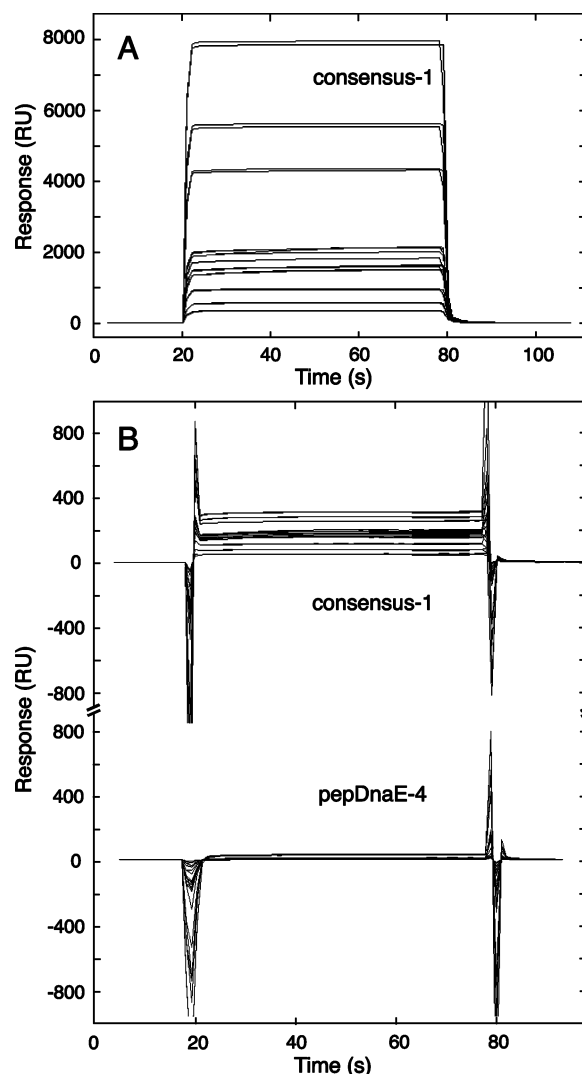 A
consensus-1
Response (RU)
8000
6000
4000
2000
0
0 20 40 60 80 100
Time (s)
B
800
400
0
-400
-800
consensus-1
Response (RU)
pepDnaE-4
800
400
0
-400
-800
0 20 40 60 80
Time (s)